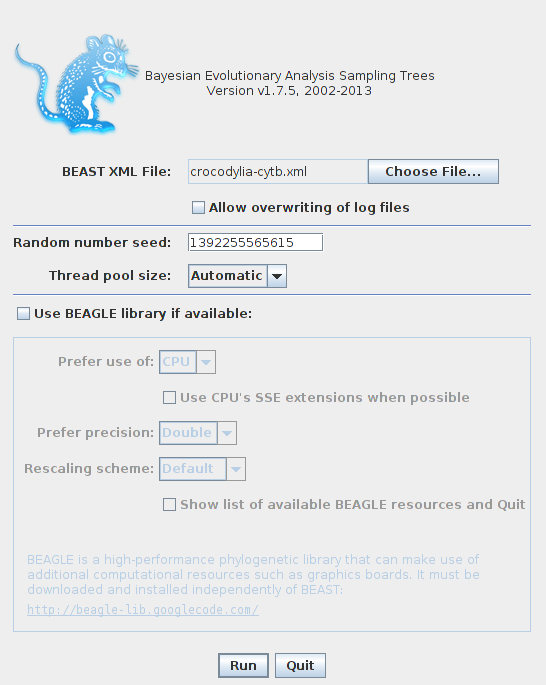 Bayesian Evolutionary Analysis Sampling Trees
Version v1.7.5, 2002-2013
BEAST XML File: crocodylia-cytb.xml Choose File...
Allow overwriting of log files
Random number seed: 1392255565615
Thread pool size: Automatic
Use BEAGLE library if available:
Prefer use of: CPU
Use CPU's SSE extensions when possible
Prefer precision: Double
Rescaling scheme: Default
Show list of available BEAGLE resources and Quit
BEAGLE is a high-performance phylogenetic library that can make use of
additional computational resources such as graphics boards. It must be
downloaded and installed independently of BEAST:
http://beagle-lib.googlecode.com/
Run Quit